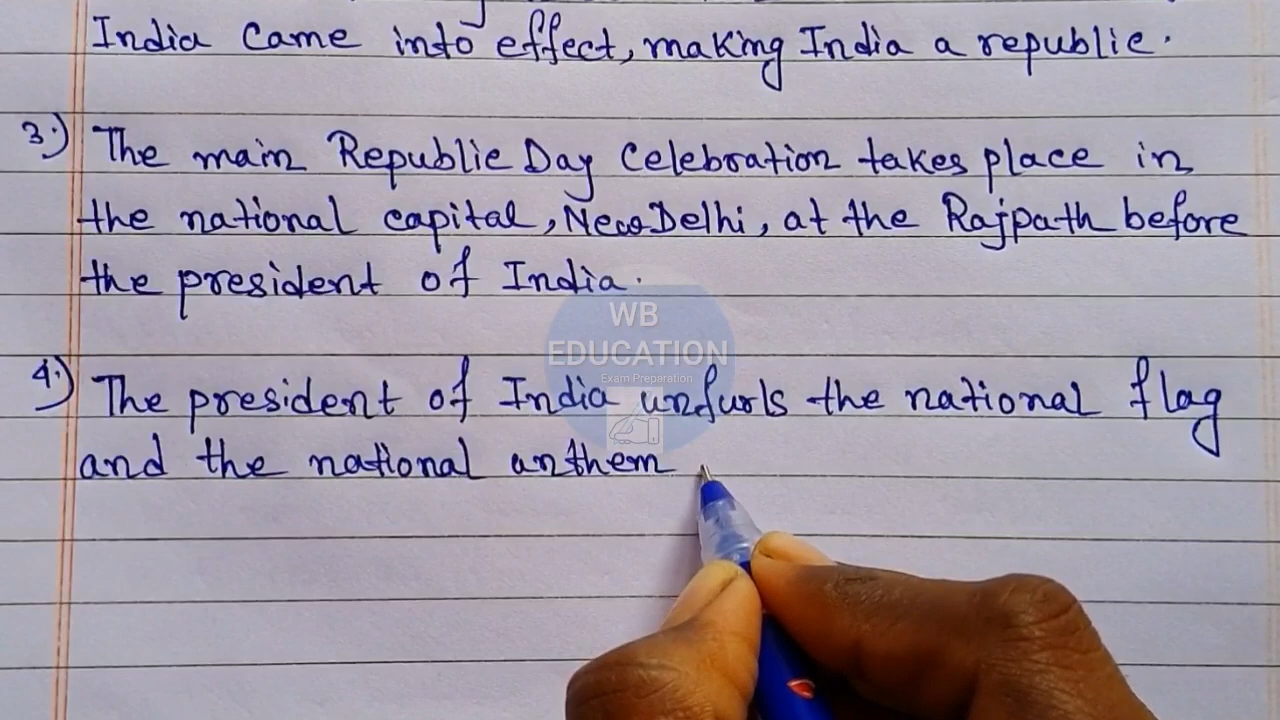 India came into effect, making India a republic.
3.) The main Republic Day celebration takes place in
the national capital, New Delhi, at the Rajpath before
the president of India.
WB
EDUCATION
Exam Preparation
4.) The president of India unfurls the national flag
and the national anthem